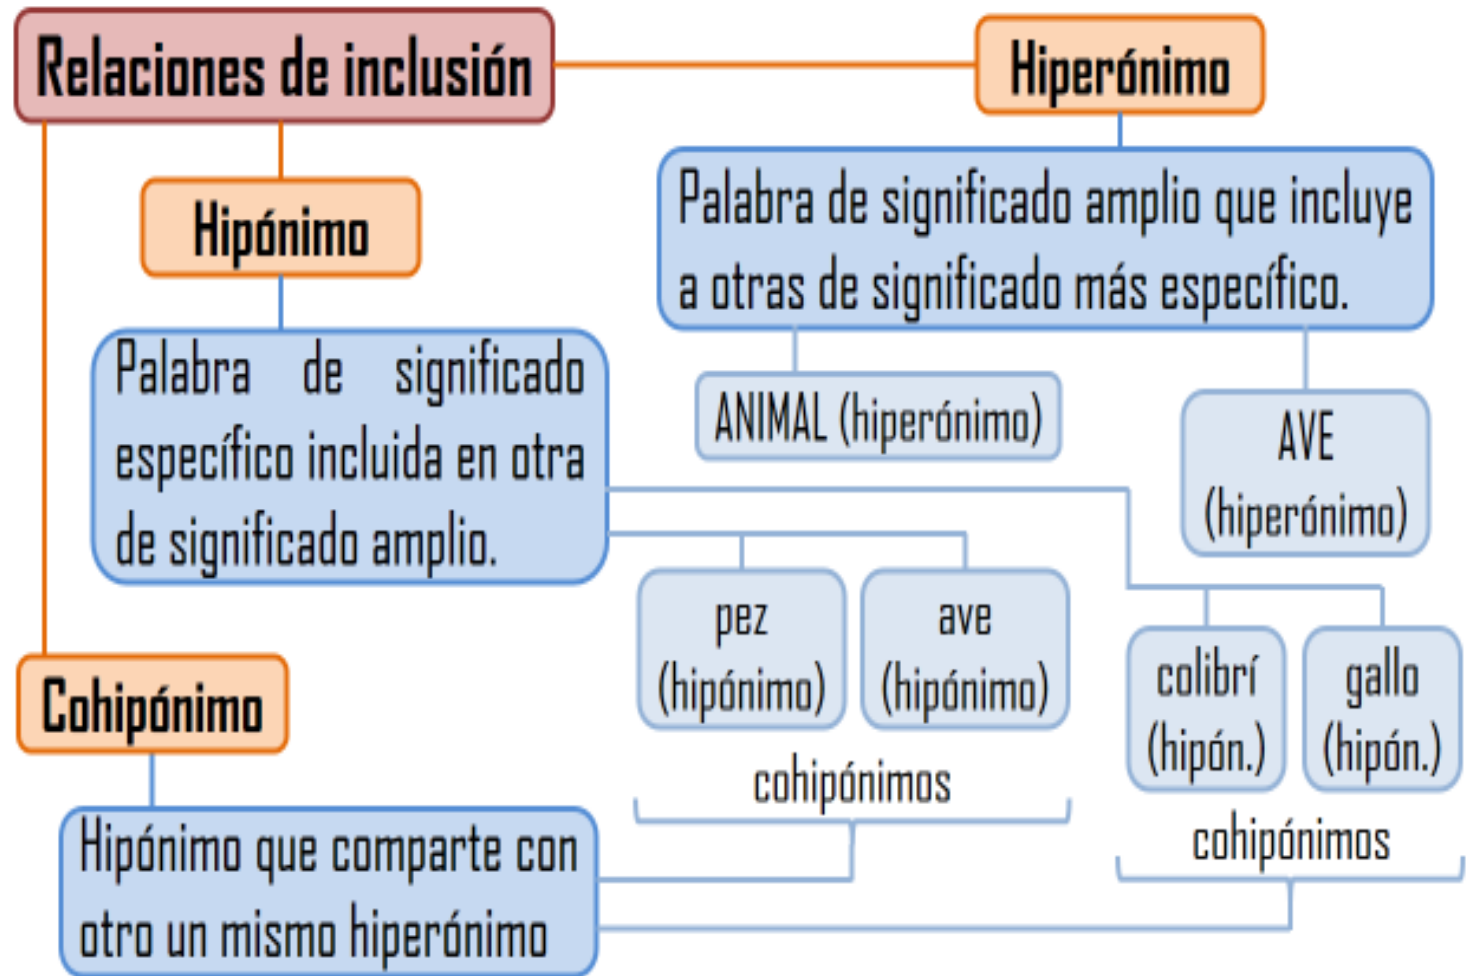 Relaciones de inclusión
Hiperónimo
Palabra de significado amplio que incluye
a otras de significado más específico.
Hipónimo
Palabra de significado
específico incluida en otra
de significado amplio.
ANIMAL (hiperónimo)
AVE
(hiperónimo)
pez
(hipónimo)
ave
(hipónimo)
colibrí
(hipón.)
gallo
(hipón.)
cohipónimos
cohipónimos
Cohipónimo
Hipónimo que comparte con
otro un mismo hiperónimo